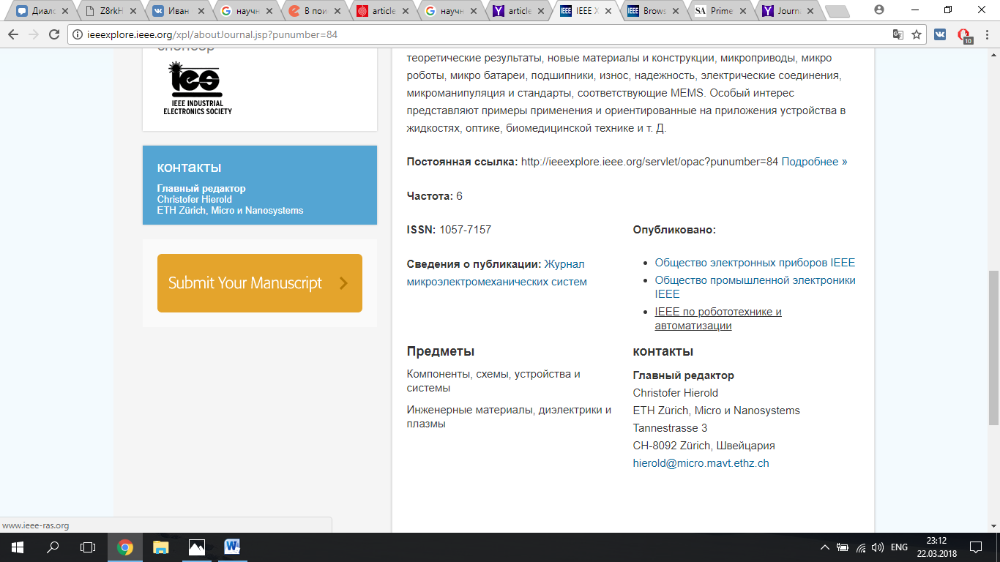 Диало
Z8rkH
Иван
научн
В пои
article
научн
article
IEEE X
Brows
Prime
Journa
ieeexplore.ieee.org/xpl/aboutJournal.jsp?punumber=84
10
спонсор
ies
IEEE INDUSTRIAL
ELECTRONICS SOCIETY
контакты
Главный редактор
Christofer Hierold
ETH Zürich, Micro и Nanosystems
Submit Your Manuscript
теоретические результаты, новые материалы и конструкции, микроприводы, микро
роботы, микро батареи, подшипники, износ, надежность, электрические соединения,
микроманипуляция и стандарты, соответствующие MEMS. Особый интерес
представляют примеры применения и ориентированные на приложения устройства в
жидкостях, оптике, биомедицинской технике и т. Д.
Постоянная ссылка: http://ieeexplore.ieee.org/servlet/opac?punumber=84 Подробнее »
Частота: 6
ISSN: 1057-7157
Сведения о публикации: Журнал
микроэлектромеханических систем
Опубликовано:
• Общество электронных приборов IEEE
• Общество промышленной электроники
IEEE
• IEEE по робототехнике и
автоматизации
Предметы
Компоненты, схемы, устройства и
системы
Инженерные материалы, диэлектрики и
плазмы
контакты
Главный редактор
Christofer Hierold
ETH Zürich, Micro и Nanosystems
Tannestrasse 3
CH-8092 Zürich, Швейцария
hierold@micro.mavt.ethz.ch
www.ieee-ras.org
ENG
23:12
22.03.2018